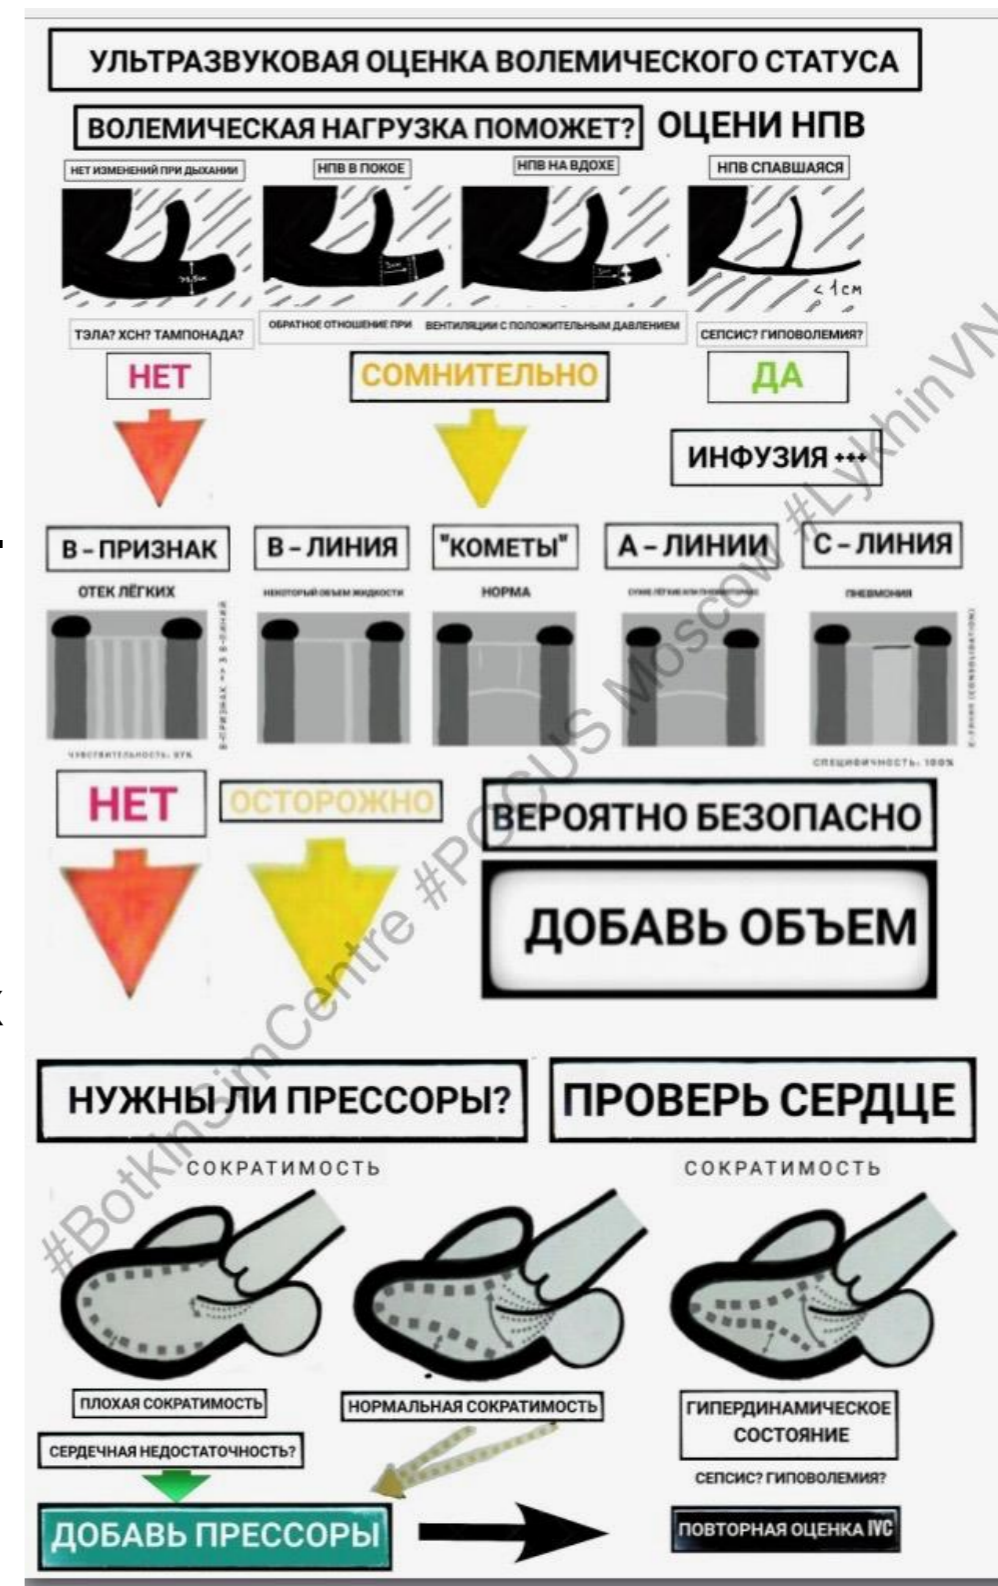 УЛЬТРАЗВУКОВАЯ ОЦЕНКА ВОЛЕМИЧЕСКОГО СТАТУСА
ВОЛЕМИЧЕСКАЯ НАГРУЗКА ПОМОЖЕТ? ОЦЕНИ НПВ
НЕТ ИЗМЕНЕНИЙ ПРИ ДЫХАНИИ НПВ В ПОКОЕ НПВ НА ВДОХЕ НПВ СПАВШАЯСЯ
< 1см
ТЭЛА? ХСН? ТАМПОНАДА? ОБРАТНОЕ ОТНОШЕНИЕ ПРИ ВЕНТИЛЯЦИИ С ПОЛОЖИТЕЛЬНЫМ ДАВЛЕНИЕМ СЕПСИС? ГИПОВОЛЕМИЯ?
НЕТ СОМНИТЕЛЬНО ДА
ИНФУЗИЯ +++
В – ПРИЗНАК В – ЛИНИЯ "КОМЕТЫ" А – ЛИНИИ С – ЛИНИЯ
ОТЕК ЛЁГКИХ НЕКОТОРЫЙ ОБЪЕМ ЖИДКОСТИ НОРМА ПНЕВМОНИЯ
ЧУВСТВИТЕЛЬНОСТЬ: 97% СПЕЦИФИЧНОСТЬ: 100%
НЕТ ОСТОРОЖНО ВЕРОЯТНО БЕЗОПАСНО
ДОБАВЬ ОБЪЕМ
НУЖНЫ ЛИ ПРЕССОРЫ? ПРОВЕРЬ СЕРДЦЕ
СОКРАТИМОСТЬ СОКРАТИМОСТЬ
ПЛОХАЯ СОКРАТИМОСТЬ НОРМАЛЬНАЯ СОКРАТИМОСТЬ ГИПЕРДИНАМИЧЕСКОЕ
СОСТОЯНИЕ
СЕРДЕЧНАЯ НЕДОСТАТОЧНОСТЬ? СЕПСИС? ГИПОВОЛЕМИЯ?
ДОБАВЬ ПРЕССОРЫ ПОВТОРНАЯ ОЦЕНКА IVC
#BotkinSimCentre #POCUS Moscow #LykhinVN